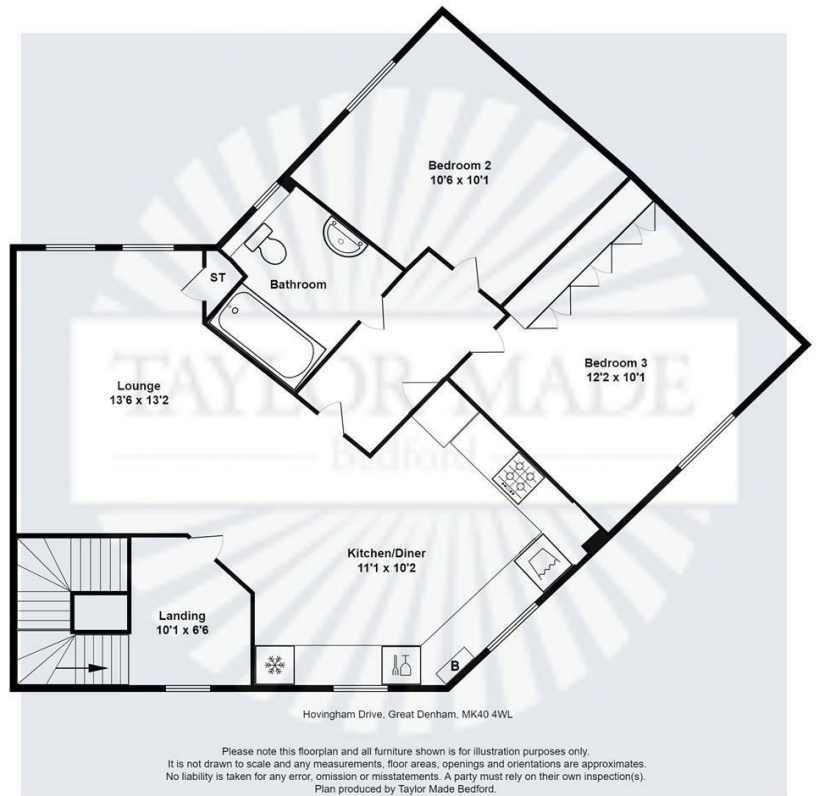 Bedroom 2
10'6 x 10'1
ST
Bathroom
Bedroom 3
12'2 x 10'1
Lounge
13'6 x 13'2
TAYLOR MADE
Bedford
Kitchen/Diner
11'1 x 10'2
Landing
10'1 x 6'6
B
Hovingham Drive, Great Denham, MK40 4WL
Please note this floorplan and all furniture shown is for illustration purposes only.
It is not drawn to scale and any measurements, floor areas, openings and orientations are approximates.
No liability is taken for any error, omission or misstatements. A party must rely on their own inspection(s).
Plan produced by Taylor Made Bedford.